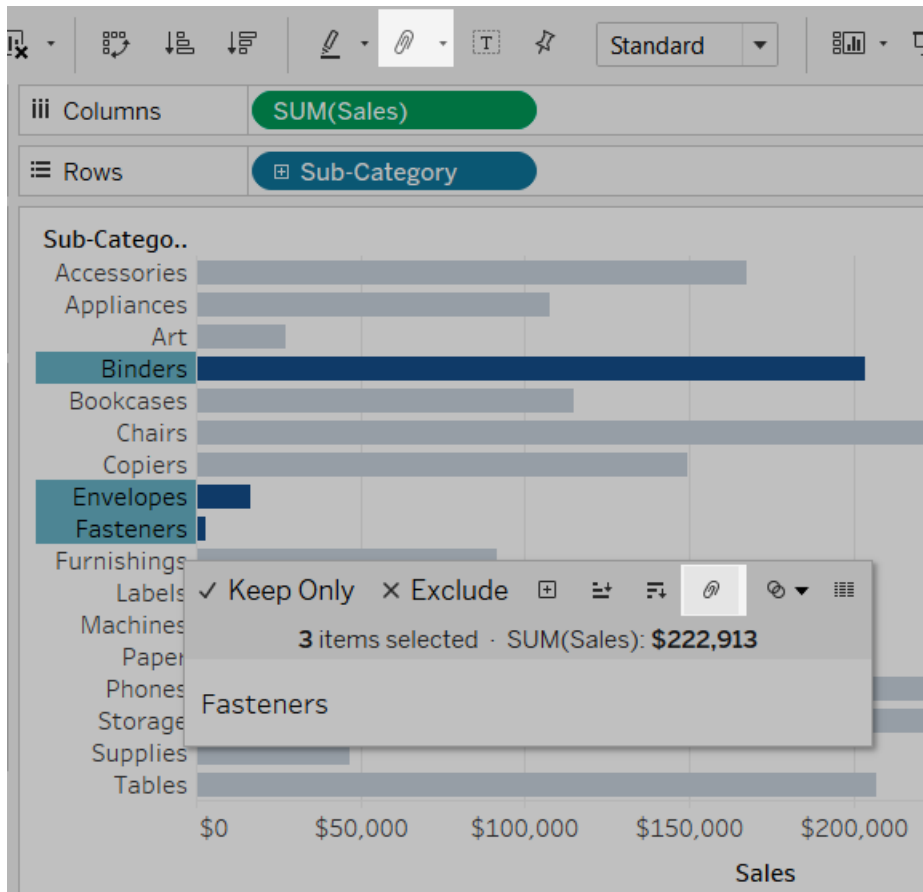 T Standard
Columns SUM(Sales)
Rows Sub-Category
Sub-Catego..
Accessories
Appliances
Art
Binders
Bookcases
Chairs
Copiers
Envelopes
Fasteners
Furnishings
Labels
Machines
Paper
Phones
Storage
Supplies
Tables
Keep Only Exclude
3 items selected · SUM(Sales): $222,913
Fasteners
$0 $50,000 $100,000 $150,000 $200,000
Sales